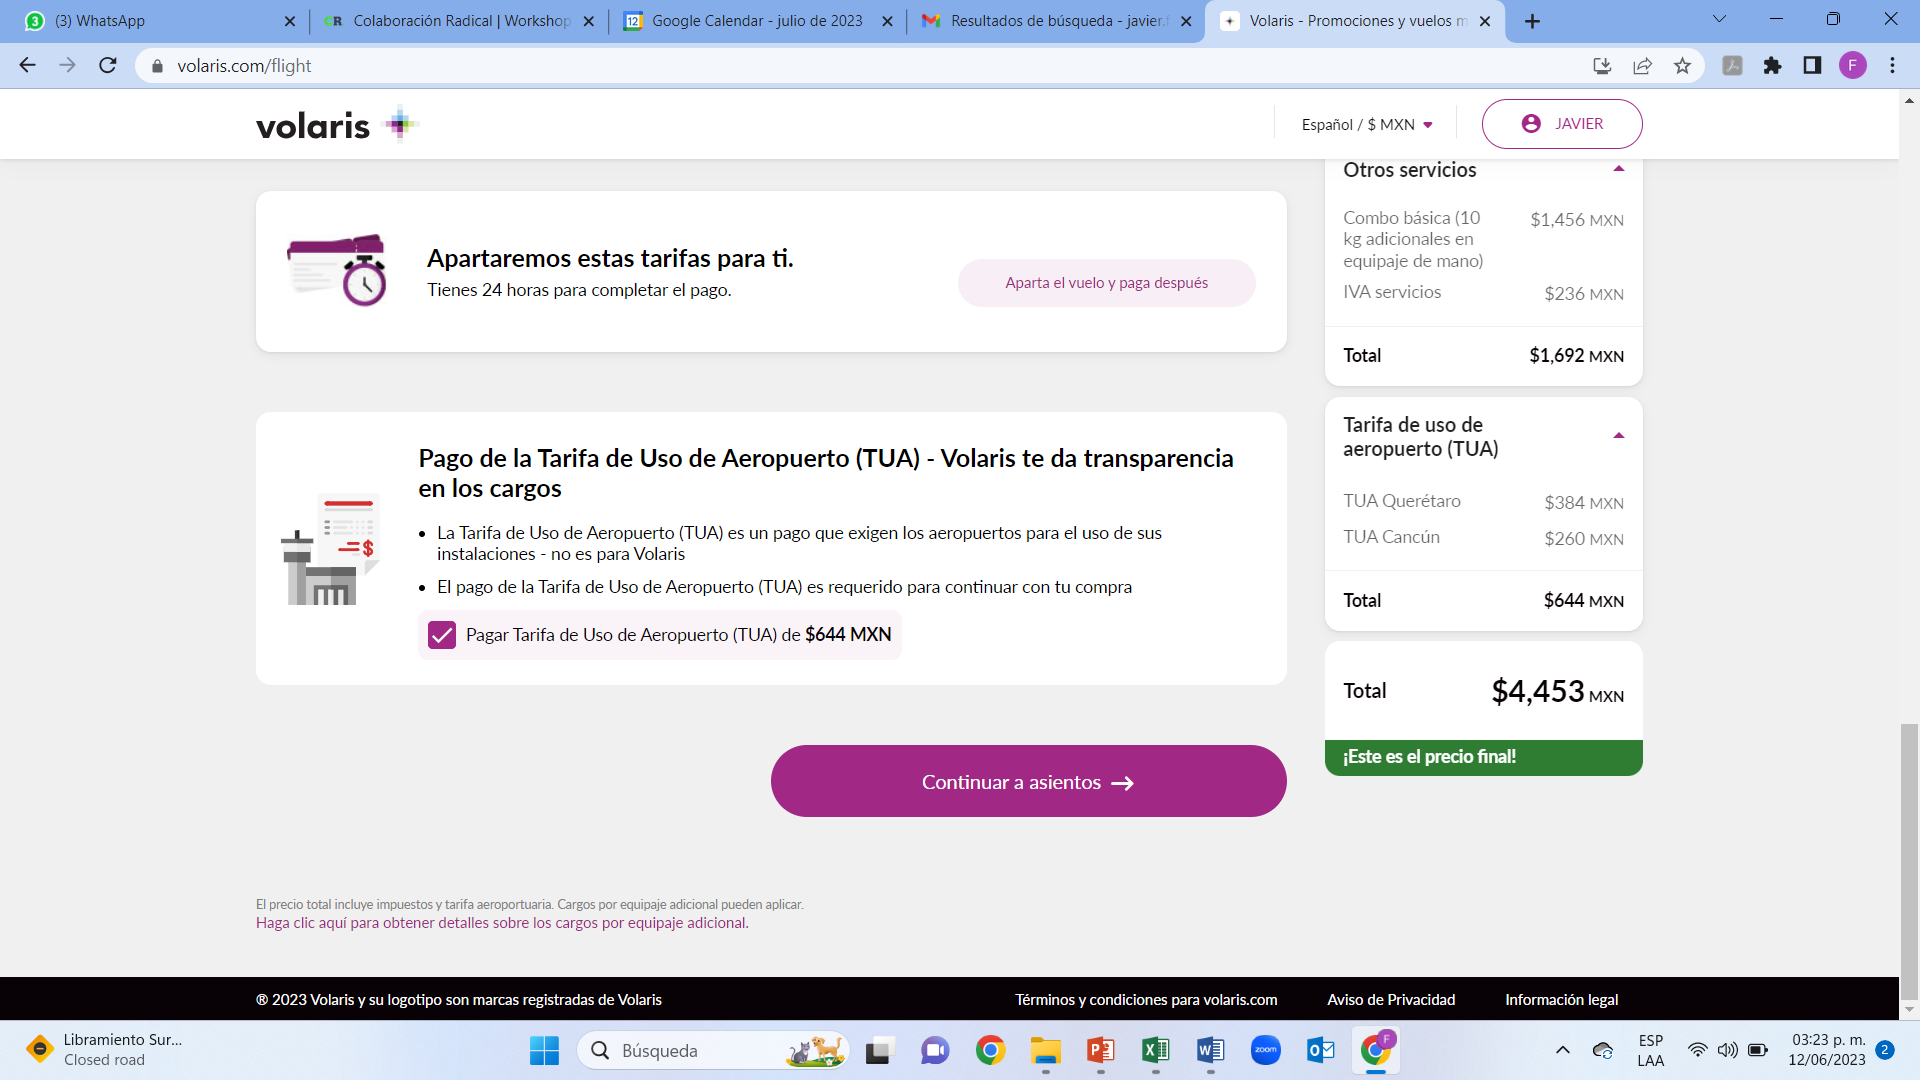 (3) WhatsApp
CR Colaboración Radical | Workshop
12 Google Calendar - julio de 2023
Resultados de búsqueda - javier.f
Volaris - Promociones y vuelos m
volaris.com/flight
F
volaris
Español / $ MXN
JAVIER
Apartaremos estas tarifas para ti.
Tienes 24 horas para completar el pago.
Aparta el vuelo y paga después
Pago de la Tarifa de Uso de Aeropuerto (TUA) - Volaris te da transparencia
en los cargos
• La Tarifa de Uso de Aeropuerto (TUA) es un pago que exigen los aeropuertos para el uso de sus
instalaciones - no es para Volaris
• El pago de la Tarifa de Uso de Aeropuerto (TUA) es requerido para continuar con tu compra
Pagar Tarifa de Uso de Aeropuerto (TUA) de $644 MXN
$
Continuar a asientos →
Otros servicios
Combo básica (10 $1,456 MXN
kg adicionales en
equipaje de mano)
IVA servicios $236 MXN
Total $1,692 MXN
Tarifa de uso de
aeropuerto (TUA)
TUA Querétaro $384 MXN
TUA Cancún $260 MXN
Total $644 MXN
Total $4,453 MXN
¡Este es el precio final!
El precio total incluye impuestos y tarifa aeroportuaria. Cargos por equipaje adicional pueden aplicar.
Haga clic aquí para obtener detalles sobre los cargos por equipaje adicional.
® 2023 Volaris y su logotipo son marcas registradas de Volaris
Términos y condiciones para volaris.com
Aviso de Privacidad
Información legal
Libramiento Sur...
Closed road
Búsqueda
zoom
F
ESP
LAA
03:23 p. m.
12/06/2023
2